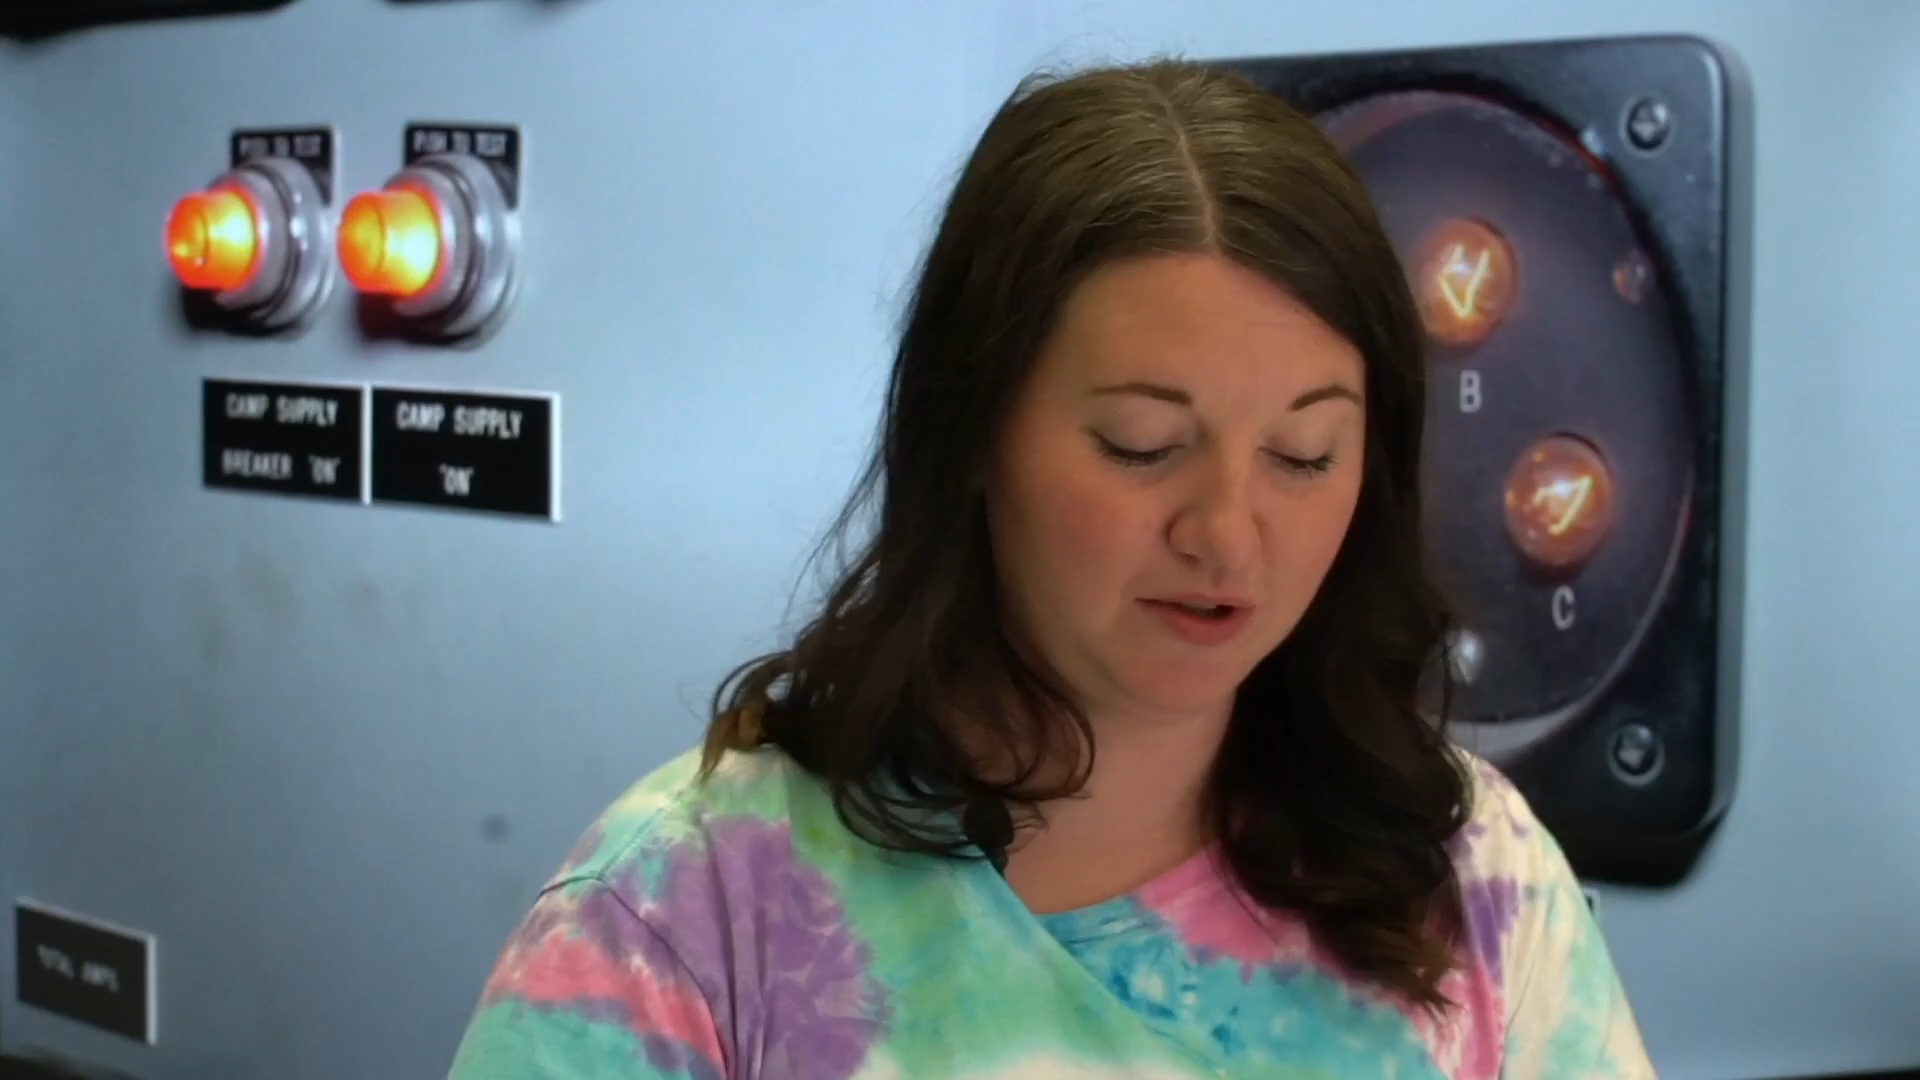 PUSH TO TEST
PUSH TO TEST
CAMP SUPPLY
BREAKER "ON"
CAMP SUPPLY
"ON"
B
C
TOTAL AMPS